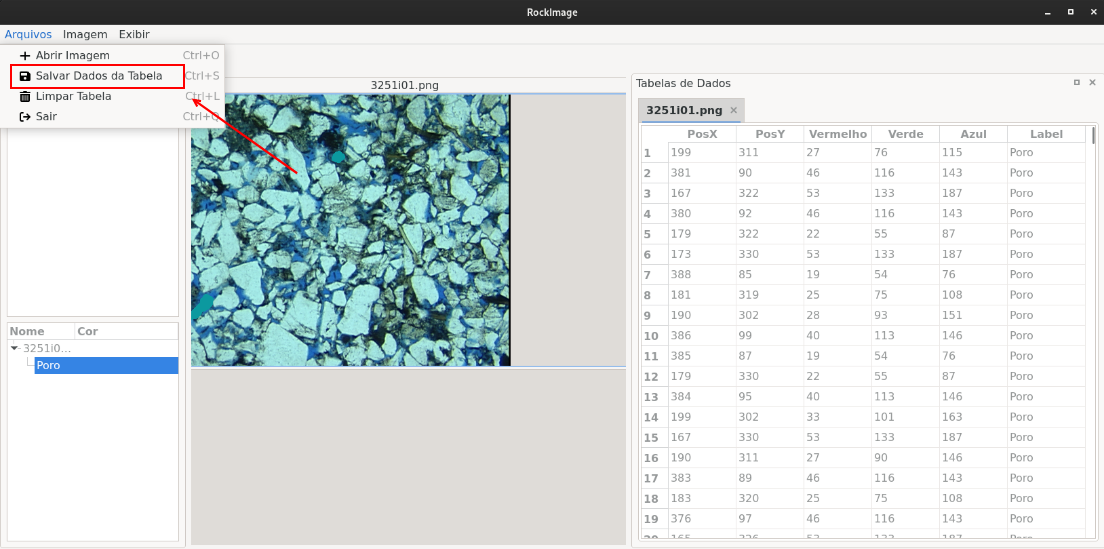 RockImage
Arquivos Imagem Exibir
Abrir Imagem Ctrl+O
Salvar Dados da Tabela Ctrl+S
Limpar Tabela Ctrl+L
Sair Ctrl+Q
3251i01.png
Nome Cor
3251i0...
Poro
Tabelas de Dados
3251i01.png
PosX PosY Vermelho Verde Azul Label
1 199 311 27 76 115 Poro
2 381 90 46 116 143 Poro
3 167 322 53 133 187 Poro
4 380 92 46 116 143 Poro
5 179 322 22 55 87 Poro
6 173 330 53 133 187 Poro
7 388 85 19 54 76 Poro
8 181 319 25 75 108 Poro
9 190 302 28 93 151 Poro
10 386 99 40 113 146 Poro
11 385 87 19 54 76 Poro
12 179 330 22 55 87 Poro
13 384 95 40 113 146 Poro
14 199 302 33 101 163 Poro
15 167 330 53 133 187 Poro
16 190 311 27 90 146 Poro
17 383 89 46 116 143 Poro
18 183 320 25 75 108 Poro
19 376 97 46 116 143 Poro